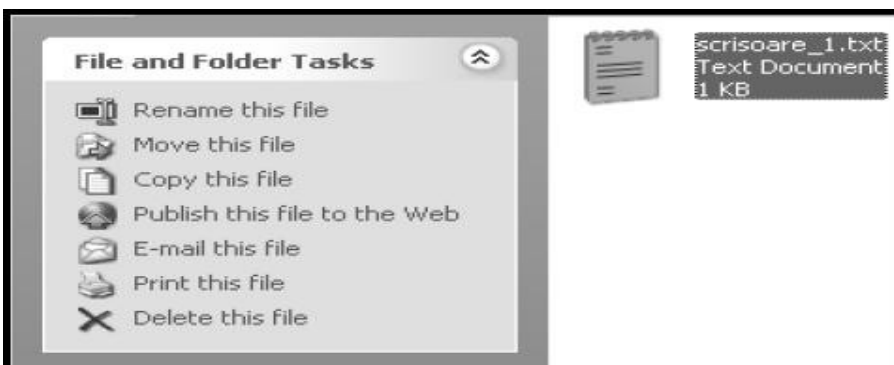 File and Folder Tasks
Rename this file
Move this file
Copy this file
Publish this file to the Web
E-mail this file
Print this file
Delete this file
scrisoare_1.txt
Text Document
1 KB